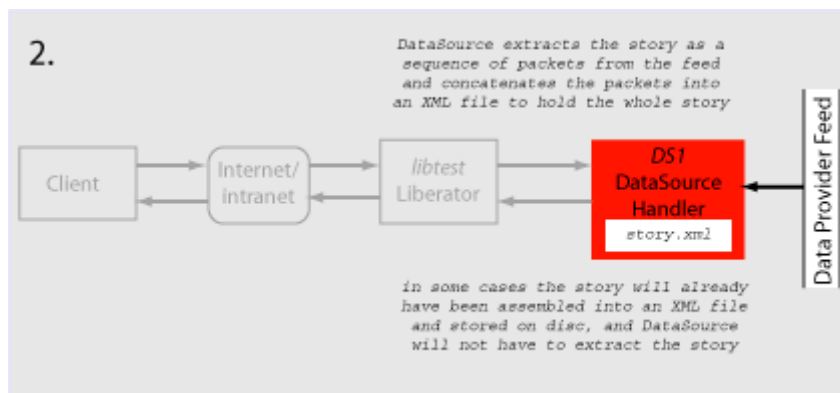 2.
DataSource extracts the story as a
sequence of packets from the feed
and concatenates the packets into
an XML file to hold the whole story
Client
Internet/
intranet
libtest
Liberator
DS1
DataSource
Handler
story.xml
Data Provider Feed
in some cases the story will already
have been assembled into an XML file
and stored on disc, and DataSource
will not have to extract the story